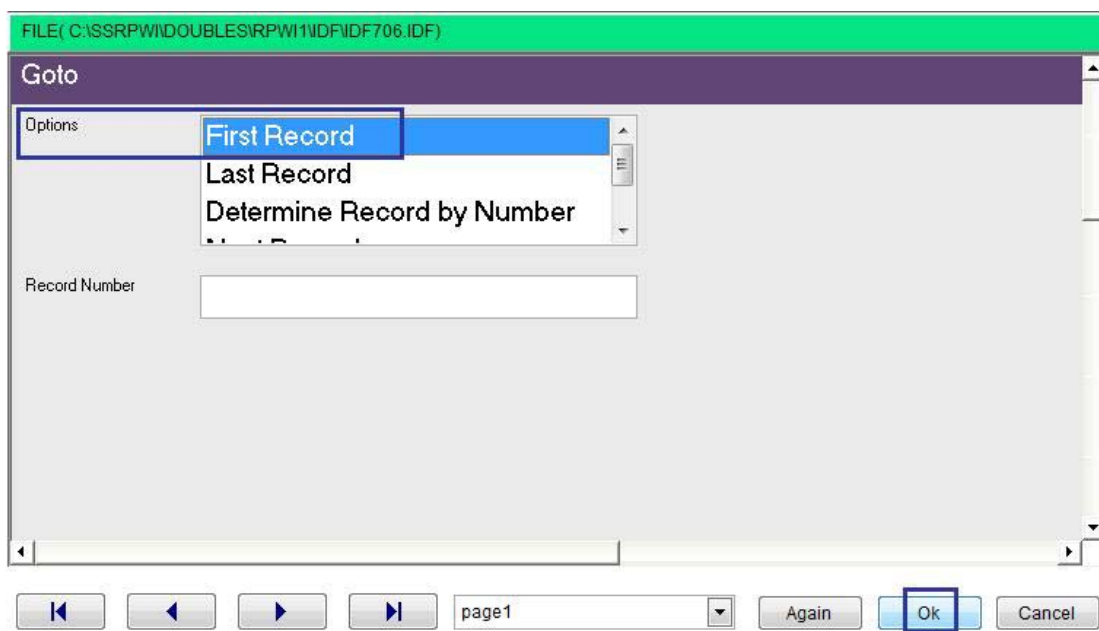 FILE( C:\SSRPWI\DOUBLES\RPWI1\IDF\IDF706.IDF)
Goto
Options
First Record
Last Record
Determine Record by Number
Record Number
page1
Again
Ok
Cancel